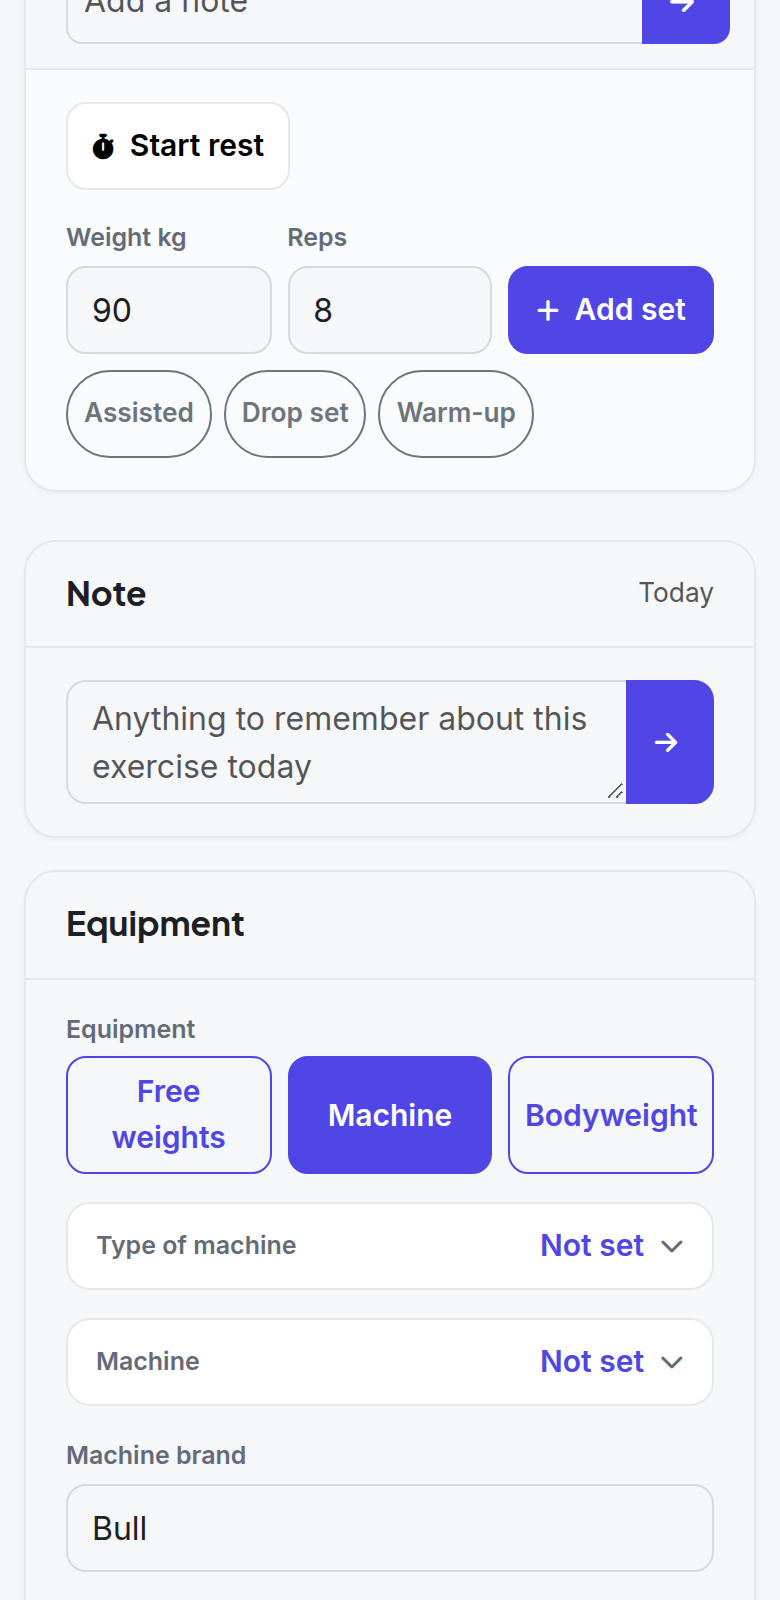 Add a note
Start rest
Weight kg
Reps
90
8
Add set
Assisted
Drop set
Warm-up
Note
Today
Anything to remember about this
exercise today
Equipment
Equipment
Free
weights
Machine
Bodyweight
Type of machine
Not set
Machine
Not set
Machine brand
Bull